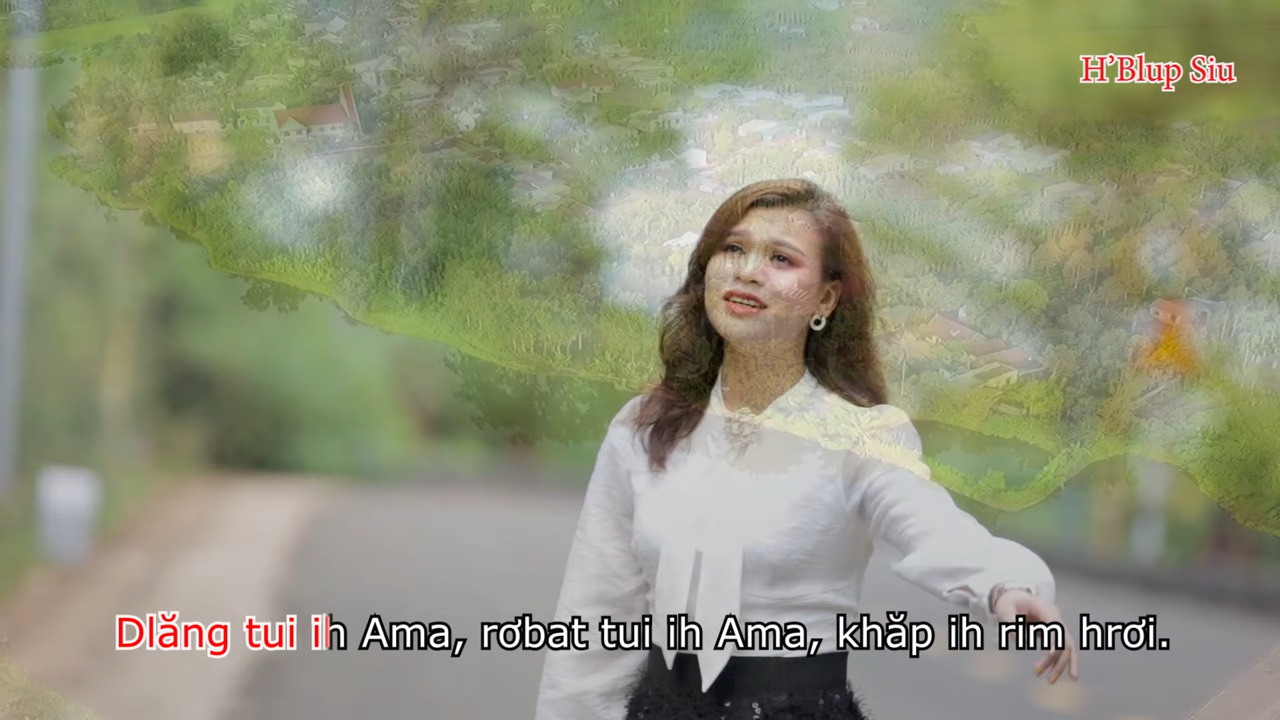 H'Blup Siu
Dlăng tui ih Ama, rơbat tui ih Ama, khăp ih rim hrơi.